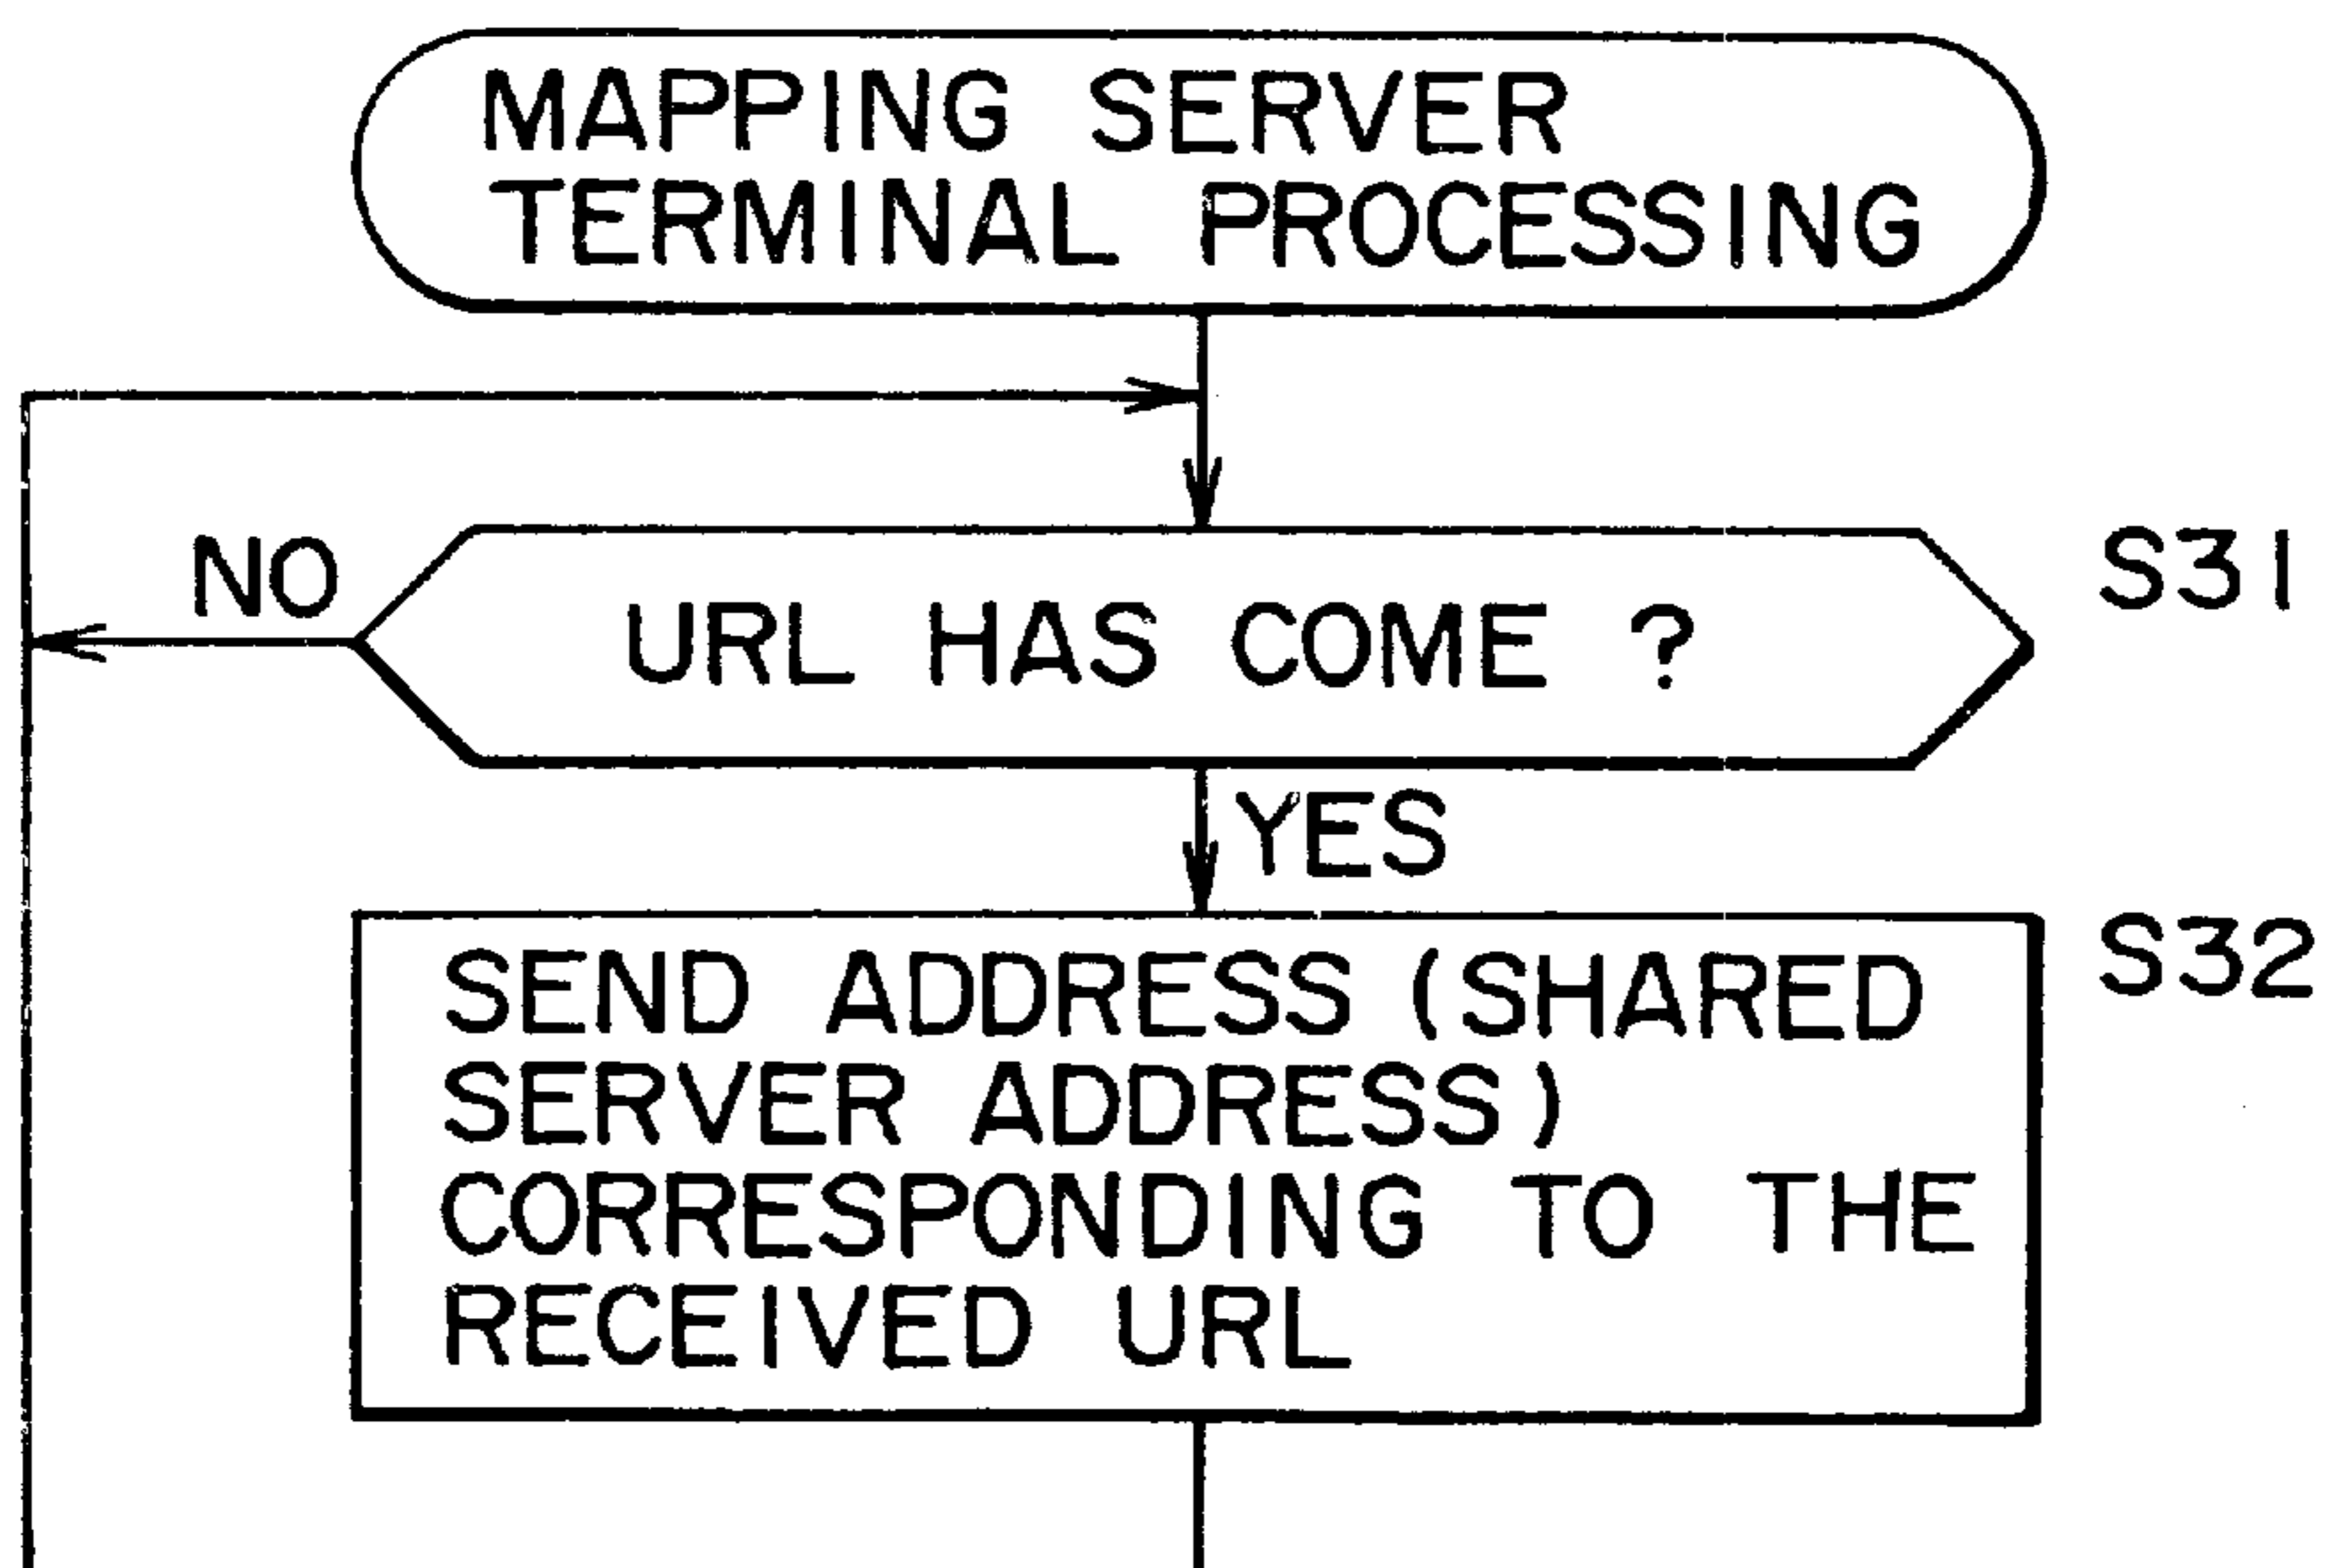 MAPPING SERVER
TERMINAL PROCESSING
NO
URL HAS COME ?
S31
YES
S32
SEND ADDRESS (SHARED
SERVER ADDRESS)
CORRESPONDING TO THE
RECEIVED URL